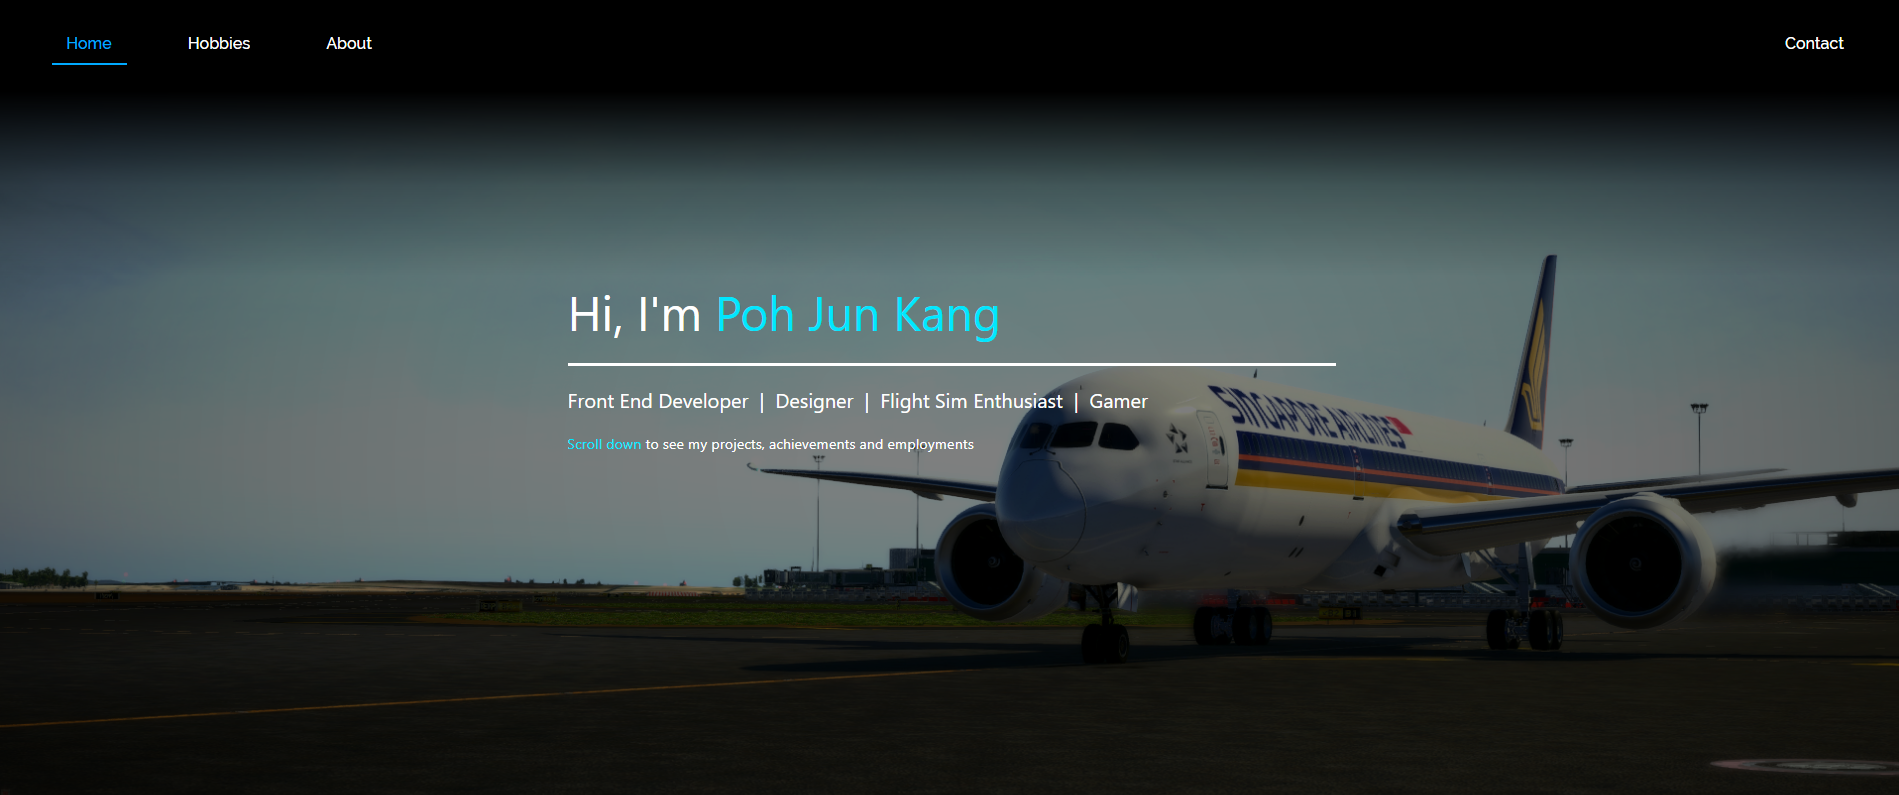 Home Hobbies About Contact
Hi, I'm Poh Jun Kang
Front End Developer | Designer | Flight Sim Enthusiast | Gamer
Scroll down to see my projects, achievements and employments
SINGAPORE AIRLINES